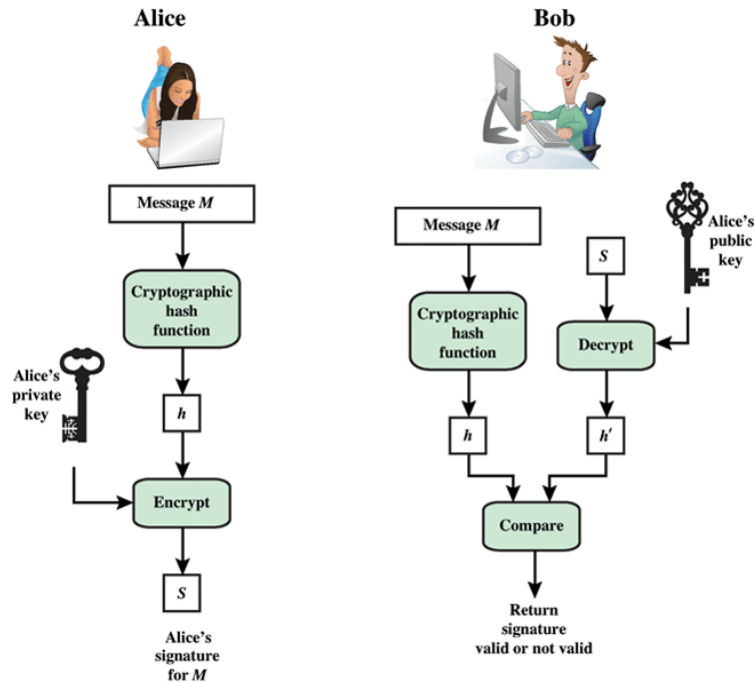 Alice
Message M
Cryptographic
hash
function
Alice's
private
key
h
Encrypt
S
Alice's
signature
for M
Bob
Message M
Alice's
public
key
S
Cryptographic
hash
function
Decrypt
h
h′
Compare
Return
signature
valid or not valid